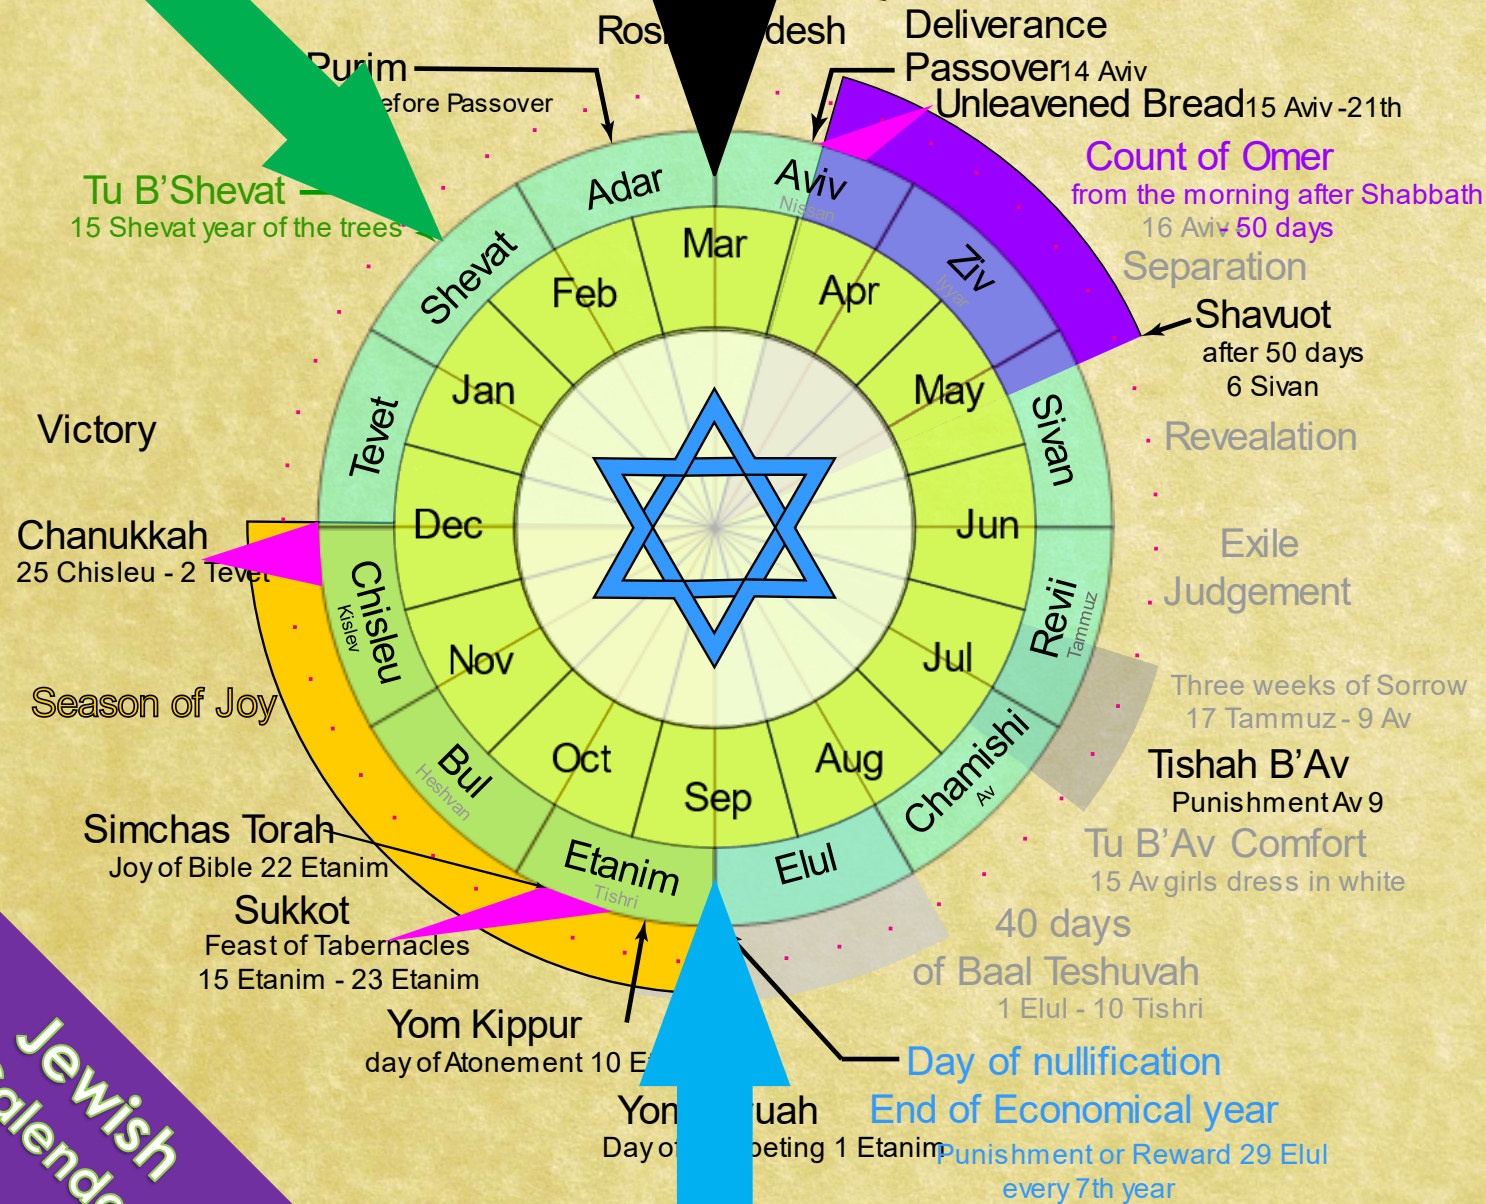 Deliverance
Purim
efore Passover
Passover 14 Aviv
Unleavened Bread 15 Aviv -21th
Count of Omer
from the morning after Shabbath
16 Aviv - 50 days
Separation
Shavuot
after 50 days
6 Sivan
Revealation
Exile
Judgement
Three weeks of Sorrow
17 Tammuz - 9 Av
Tishah B’Av
Punishment Av 9
Tu B’Av Comfort
15 Av girls dress in white
40 days
of Baal Teshuvah
1 Elul - 10 Tishri
Day of nullification
End of Economical year
Punishment or Reward 29 Elul
every 7th year
Day of
peting 1 Etanim
Yom Kippur
day of Atonement 10
Sukkot
Feast of Tabernacles
15 Etanim - 23 Etanim
Simchas Torah
Joy of Bible 22 Etanim
Season of Joy
Chanukkah
25 Chisleu - 2 Tevet
Victory
Tu B’Shevat
15 Shevat year of the trees
Adar
Aviv
Nissan
Ziv
Iyyar
Sivan
Revii
Tammuz
Chamishi
Av
Elul
Etanim
Tishri
Bul
Heshvan
Chisleu
Kislev
Tevet
Shevat
Mar
Apr
May
Jun
Jul
Aug
Sep
Oct
Nov
Dec
Jan
Feb
Jewish